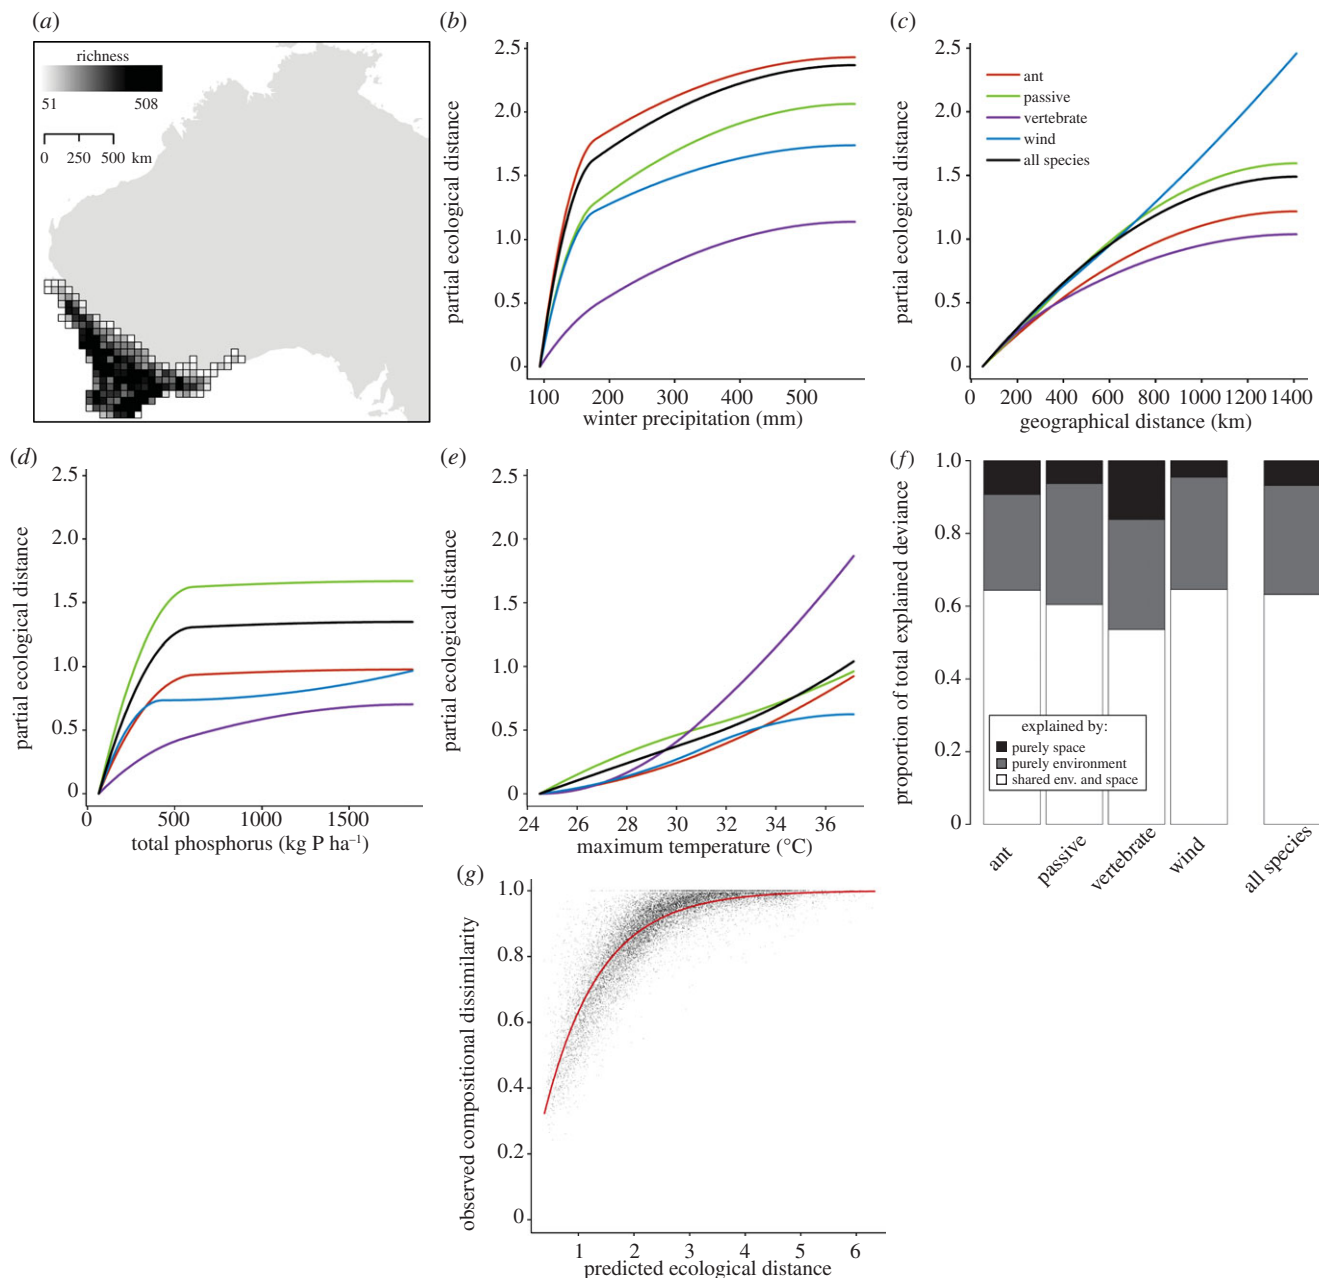 (a)
richness
51 508
0 250 500 km
(b)
partial ecological distance
2.5
2.0
1.5
1.0
0.5
0
100 200 300 400 500
winter precipitation (mm)
(c)
partial ecological distance
2.5
2.0
1.5
1.0
0.5
0
ant
passive
vertebrate
wind
all species
0 200 400 600 800 1000 1200 1400
geographical distance (km)
(d)
partial ecological distance
2.5
2.0
1.5
1.0
0.5
0
0 500 1000 1500
total phosphorus (kg P ha⁻¹)
(e)
partial ecological distance
2.5
2.0
1.5
1.0
0.5
0
24 26 28 30 32 34 36
maximum temperature (°C)
(f)
proportion of total explained deviance
1.0
0.8
0.6
0.4
0.2
0
explained by:
purely space
purely environment
shared env. and space
ant
passive
vertebrate
wind
all species
(g)
observed compositional dissimilarity
1.0
0.8
0.6
0.4
0.2
0
1 2 3 4 5 6
predicted ecological distance